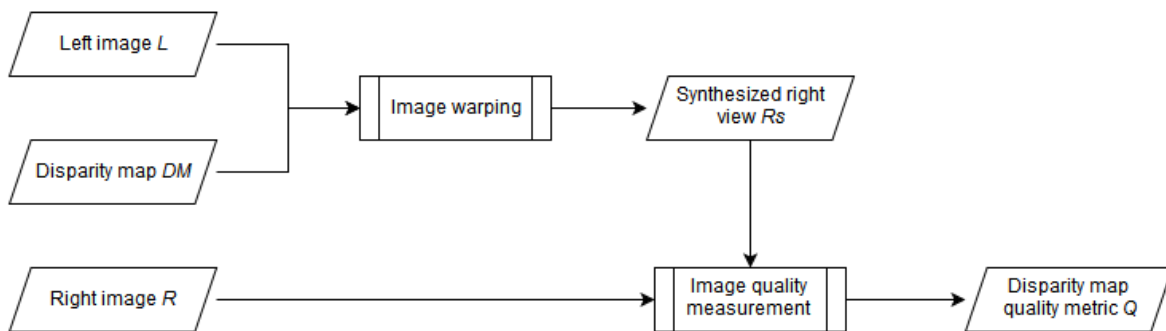 Left image L
Image warping
Synthesized right
view Rs
Disparity map DM
Right image R
Image quality
measurement
Disparity map
quality metric Q